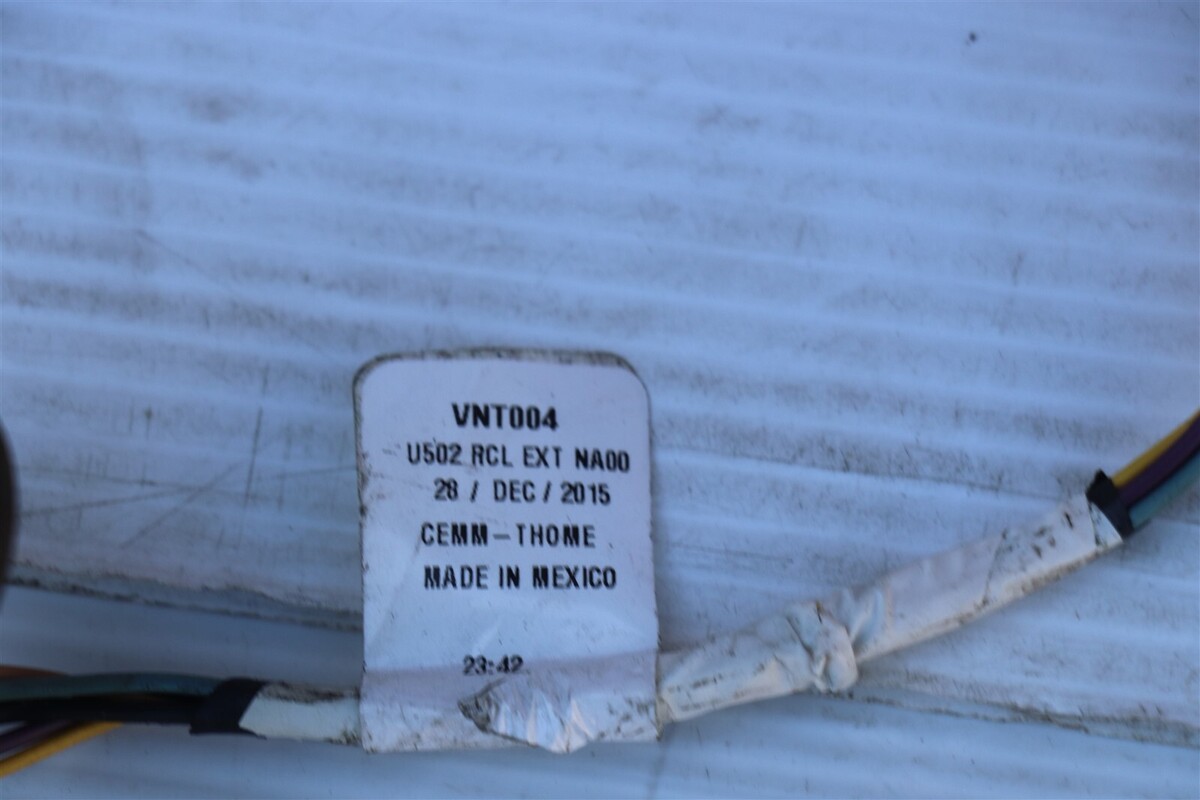 VNT004
U502 RCL EXT NA00
28 / DEC / 2015
CEMM-THOME
MADE IN MEXICO
23:42